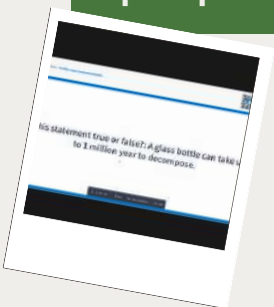 his statement true or false?: A glass bottle can take u
to 1 million year to decompose.